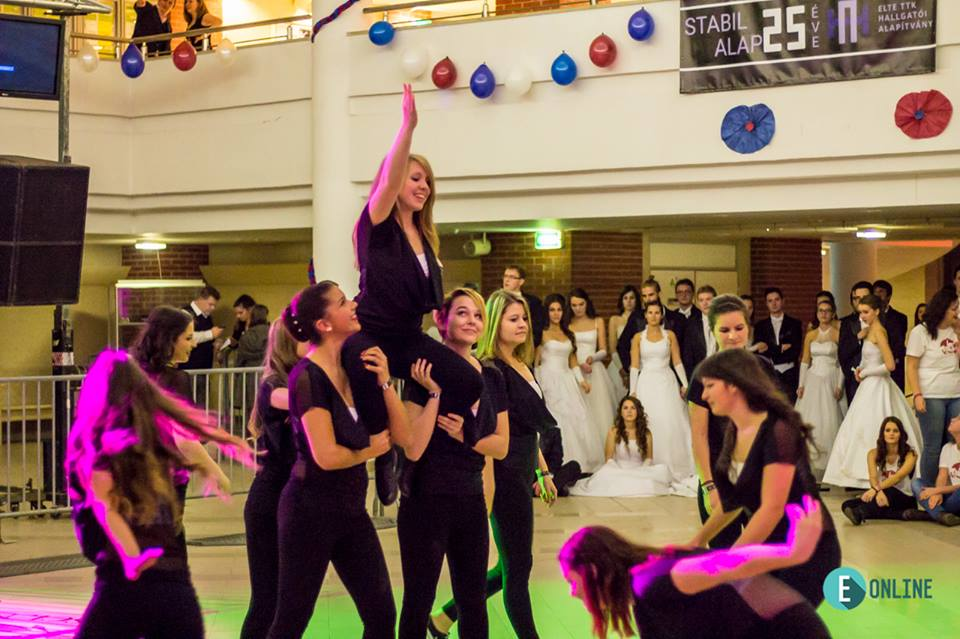 STABIL
ALAP
25
ÉVE
ELTE TTK
HALLGATÓI
ALAPÍTVÁNY
E ONLINE